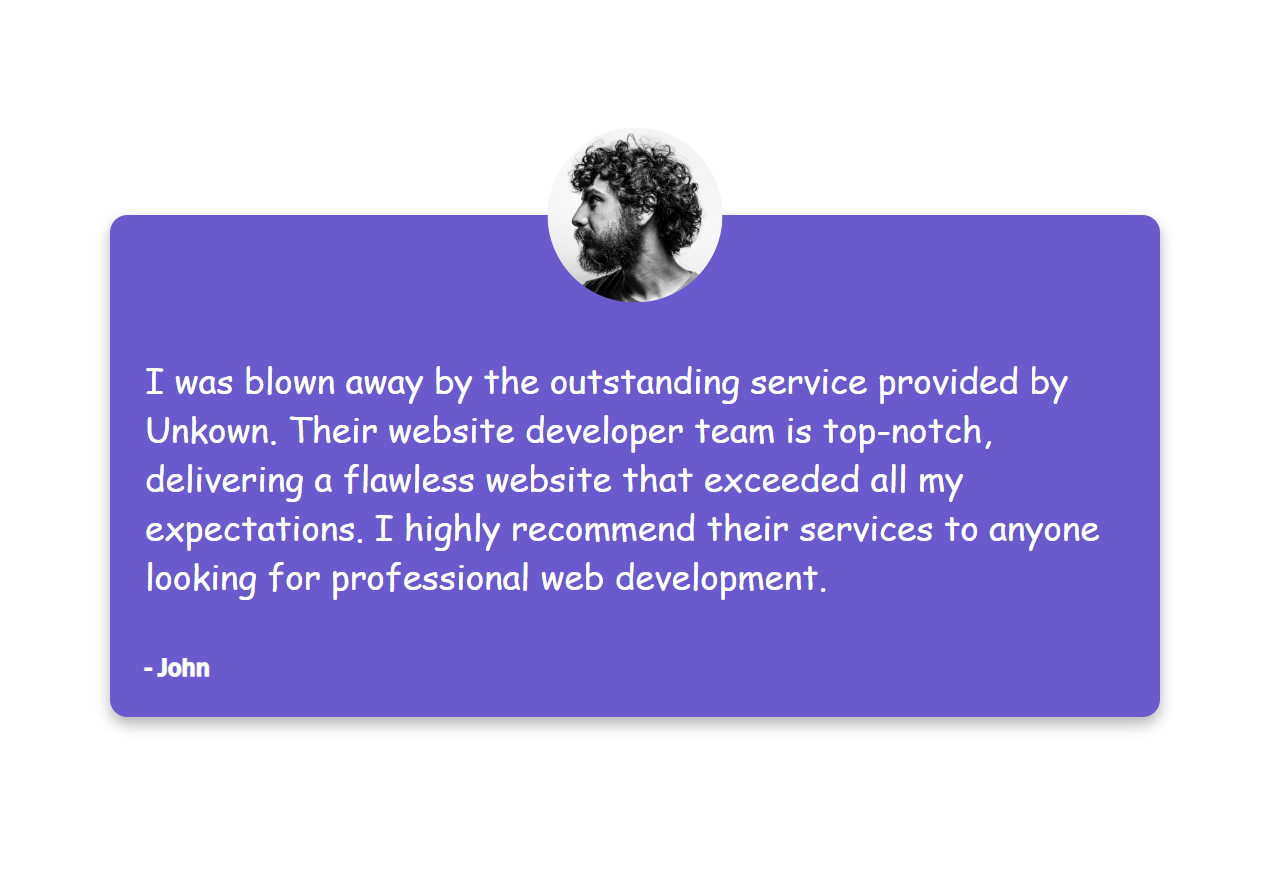 I was blown away by the outstanding service provided by
Unkown. Their website developer team is top-notch,
delivering a flawless website that exceeded all my
expectations. I highly recommend their services to anyone
looking for professional web development.
- John